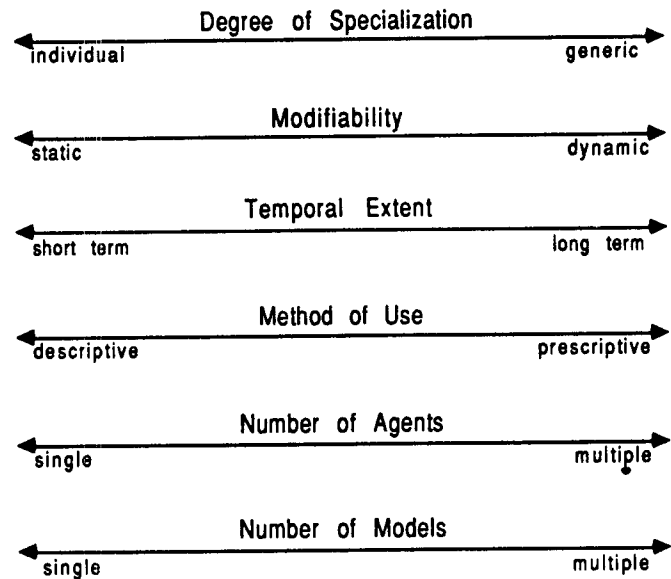 Degree of Specialization
individual generic
Modifiability
static dynamic
Temporal Extent
short term long term
Method of Use
descriptive prescriptive
Number of Agents
single multiple
Number of Models
single multiple